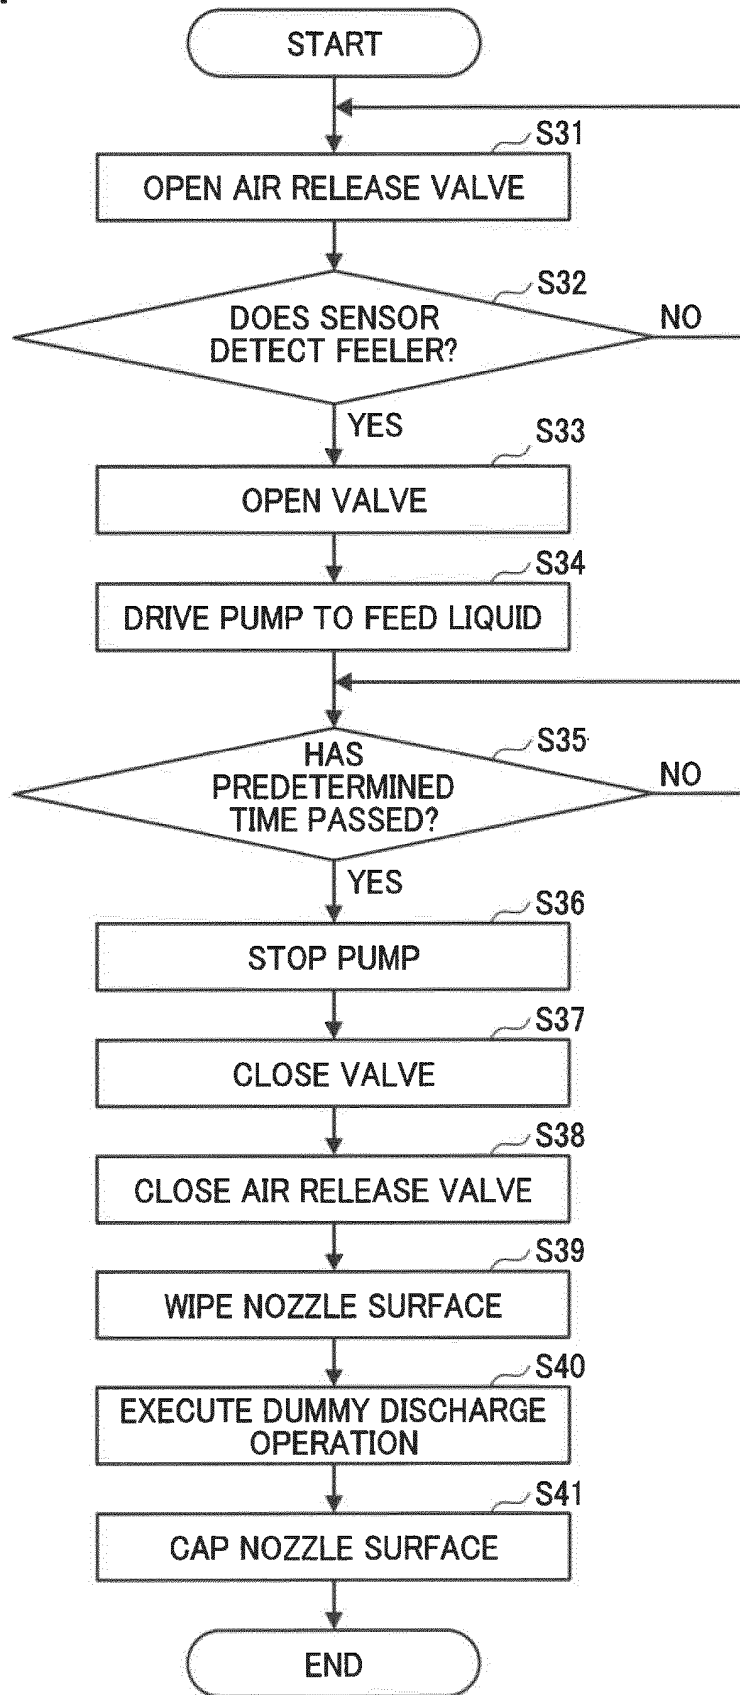 START
S31
OPEN AIR RELEASE VALVE
S32
DOES SENSOR
DETECT FEELER?
NO
YES
S33
OPEN VALVE
S34
DRIVE PUMP TO FEED LIQUID
S35
HAS
PREDETERMINED
TIME PASSED?
NO
YES
S36
STOP PUMP
S37
CLOSE VALVE
S38
CLOSE AIR RELEASE VALVE
S39
WIPE NOZZLE SURFACE
S40
EXECUTE DUMMY DISCHARGE
OPERATION
S41
CAP NOZZLE SURFACE
END